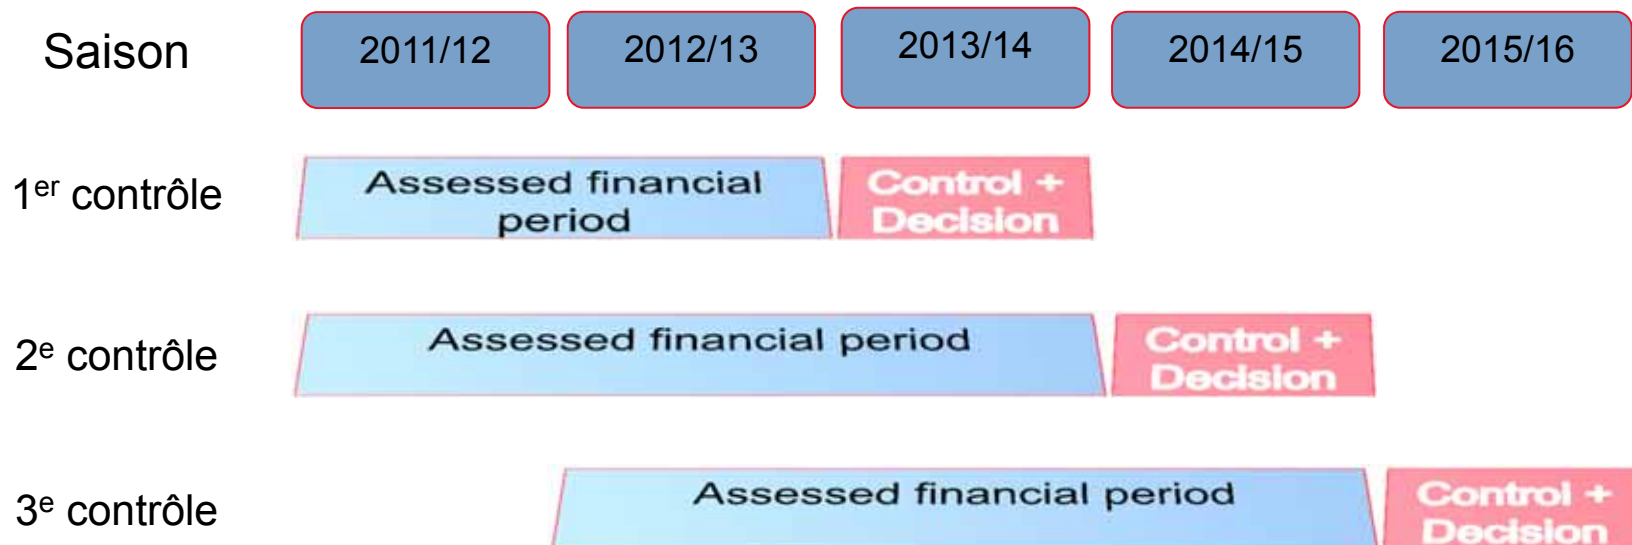 Saison 2011/12 2012/13 2013/14 2014/15 2015/16
1er contrôle
Assessed financial
period
Control +
Decision
2e contrôle
Assessed financial period
Control +
Decision
3e contrôle
Assessed financial period
Control +
Decision